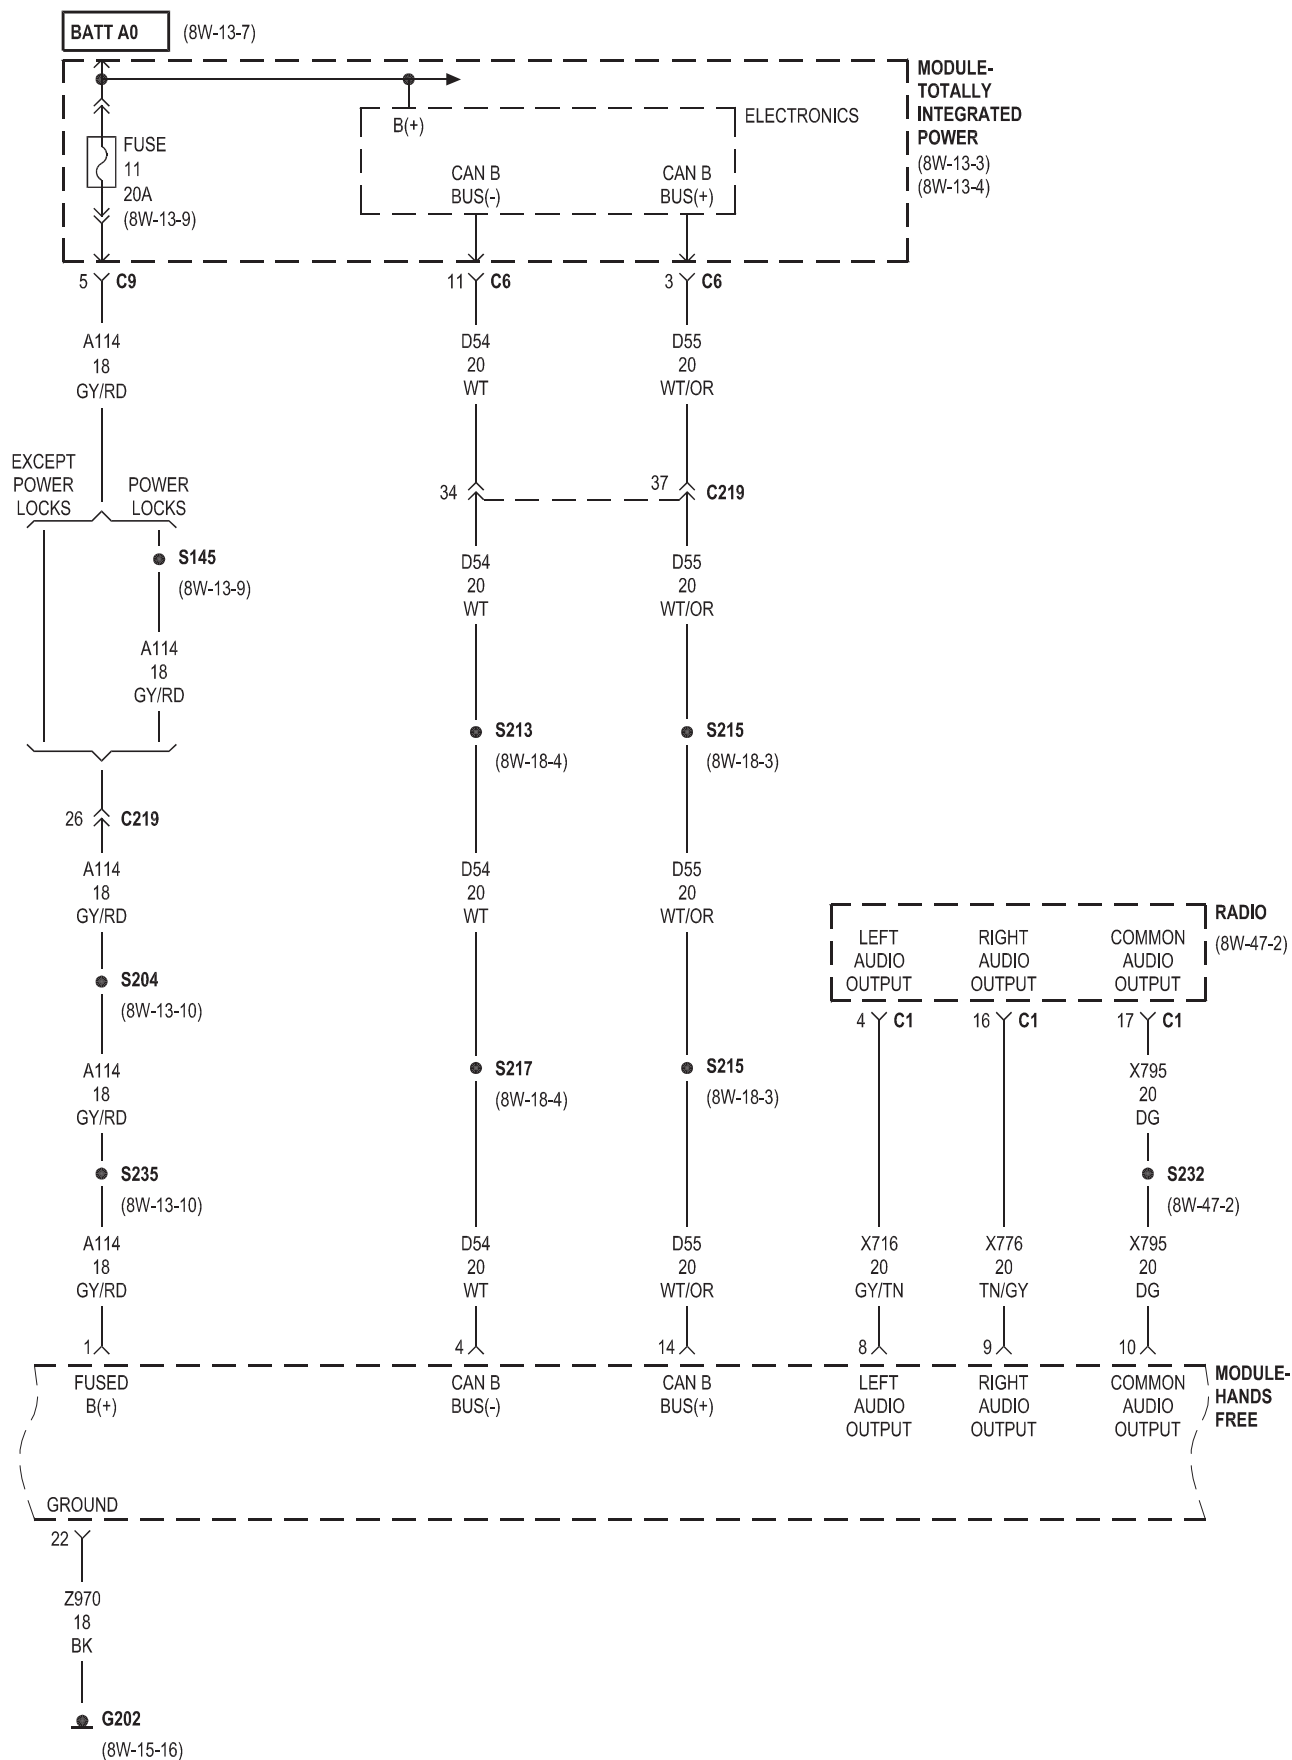 BATT A0 (8W-13-7)
MODULE-
TOTALLY
INTEGRATED
POWER
(8W-13-3)
(8W-13-4)
ELECTRONICS
B(+)
FUSE
11
20A
(8W-13-9)
CAN B
BUS(-)
CAN B
BUS(+)
5 C9
11 C6
3 C6
A114
18
GY/RD
D54
20
WT
D55
20
WT/OR
EXCEPT
POWER
LOCKS
POWER
LOCKS
34
37
C219
S145
(8W-13-9)
D54
20
WT
D55
20
WT/OR
A114
18
GY/RD
S213
(8W-18-4)
S215
(8W-18-3)
26 C219
A114
18
GY/RD
D54
20
WT
D55
20
WT/OR
RADIO
(8W-47-2)
LEFT
AUDIO
OUTPUT
RIGHT
AUDIO
OUTPUT
COMMON
AUDIO
OUTPUT
S204
(8W-13-10)
4 C1
16 C1
17 C1
A114
18
GY/RD
S217
(8W-18-4)
S215
(8W-18-3)
X795
20
DG
S235
(8W-13-10)
S232
(8W-47-2)
A114
18
GY/RD
D54
20
WT
D55
20
WT/OR
X716
20
GY/TN
X776
20
TN/GY
X795
20
DG
1
4
14
8
9
10
FUSED
B(+)
CAN B
BUS(-)
CAN B
BUS(+)
LEFT
AUDIO
OUTPUT
RIGHT
AUDIO
OUTPUT
COMMON
AUDIO
OUTPUT
MODULE-
HANDS
FREE
GROUND
22
Z970
18
BK
G202
(8W-15-16)